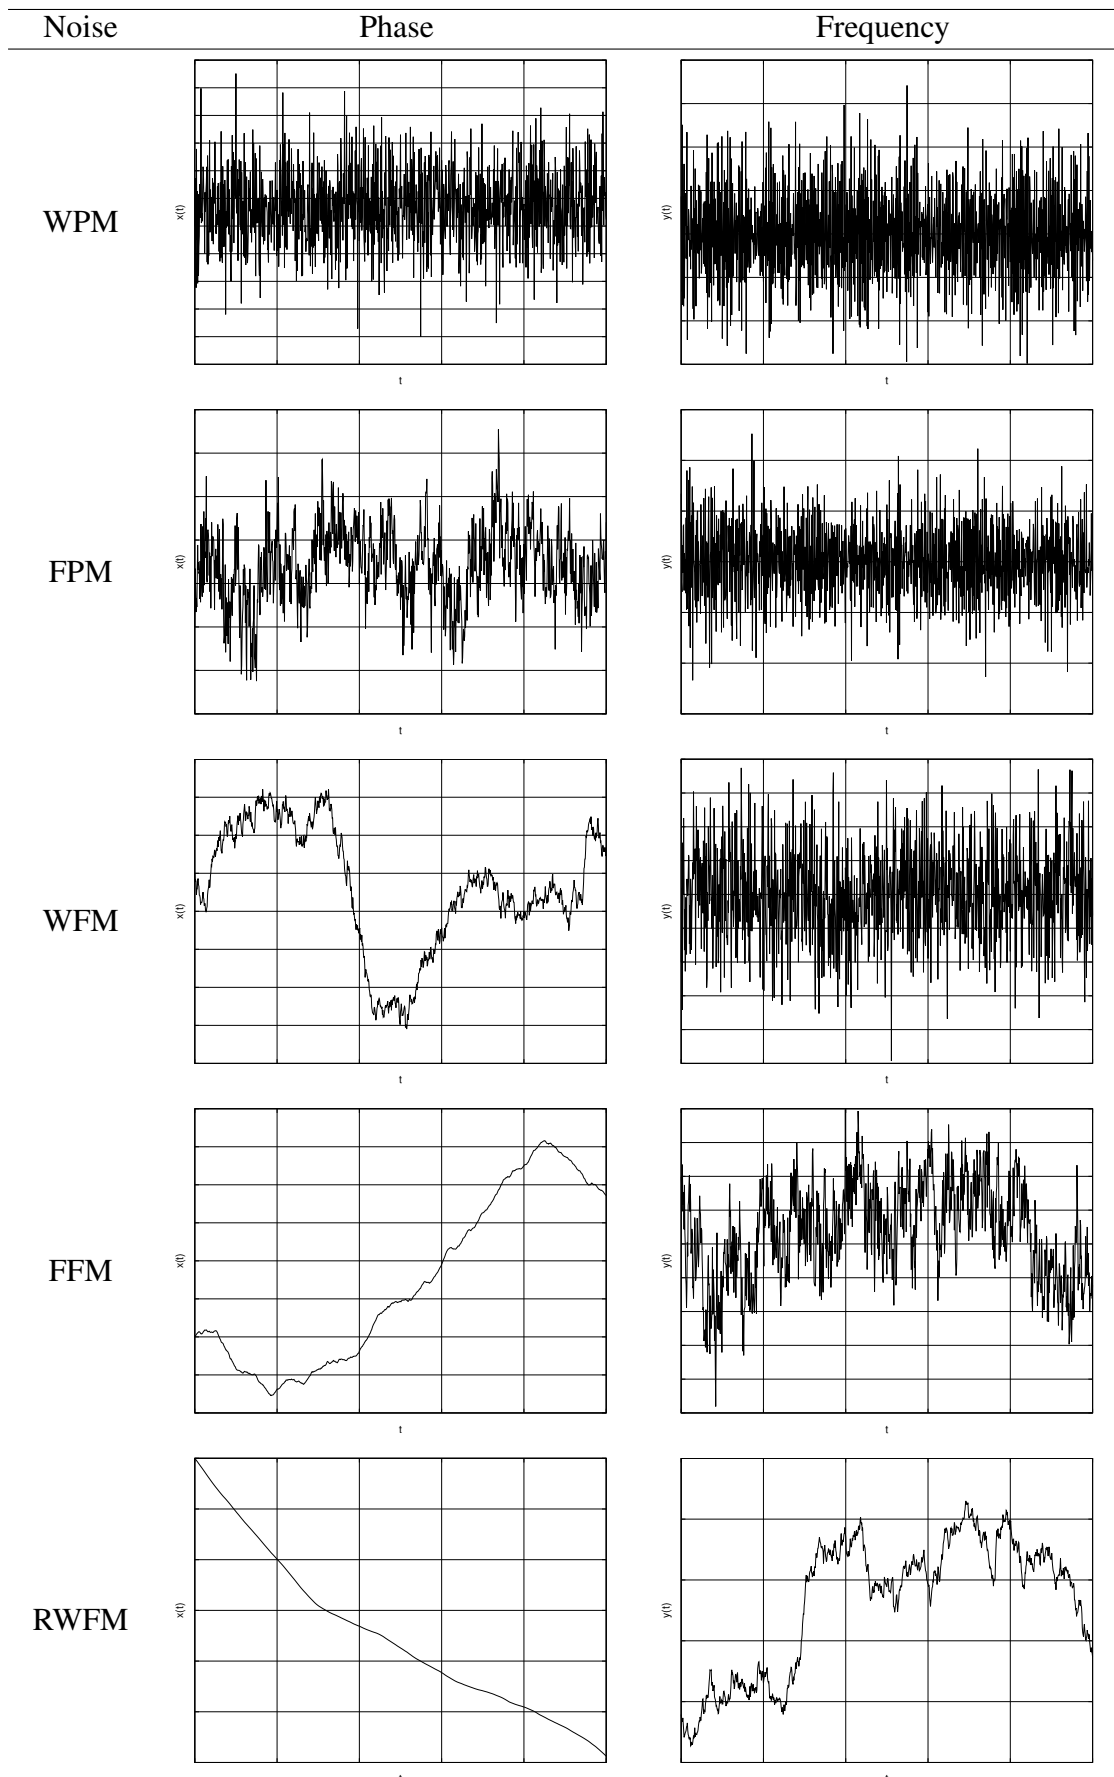 Noise Phase Frequency
WPM x(t) y(t)
t t
FPM x(t) y(t)
t t
WFM x(t) y(t)
t t
FFM x(t) y(t)
t t
RWFM x(t) y(t)